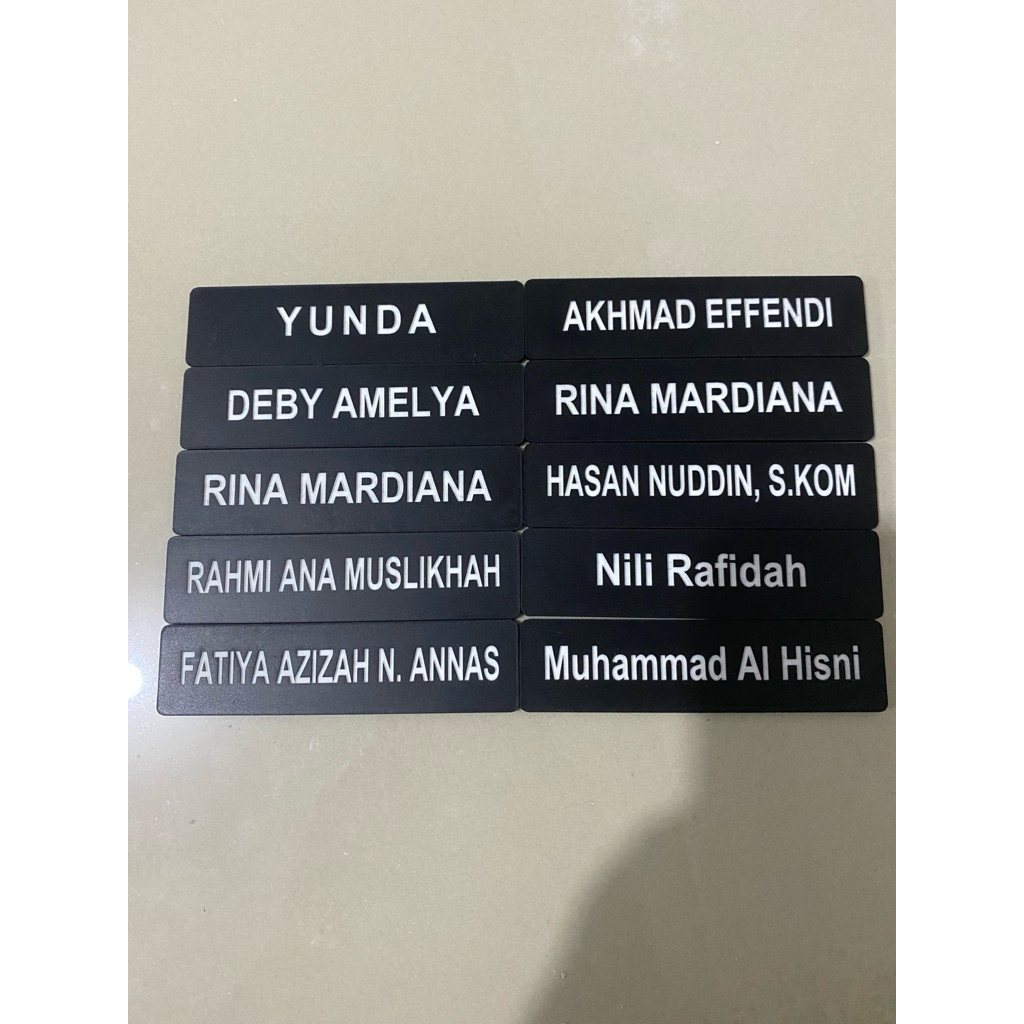 YUNDA
AKHMAD EFFENDI
DEBY AMELYA
RINA MARDIANA
RINA MARDIANA
HASAN NUDDIN, S.KOM
RAHMI ANA MUSLIKHAH
Nili Rafidah
FATIYA AZIZAH N. ANNAS
Muhammad Al Hisni